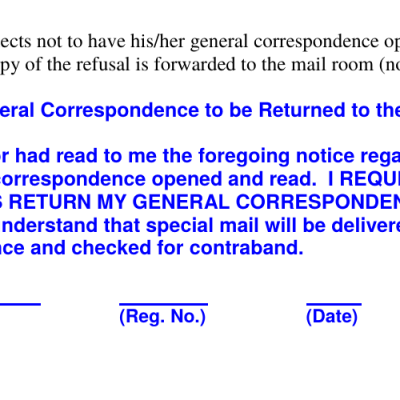 ects not to have his/her general correspondence op
py of the refusal is forwarded to the mail room (no
eral Correspondence to be Returned to the
r had read to me the foregoing notice rega
correspondence opened and read. I REQU
S RETURN MY GENERAL CORRESPONDEN
nderstand that special mail will be deliver
nce and checked for contraband.
(Reg. No.) (Date)